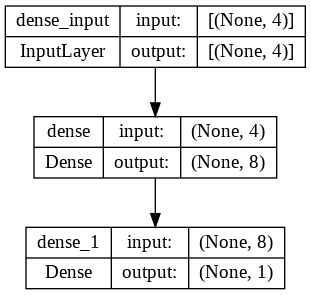 dense_input input: [(None, 4)]
InputLayer output: [(None, 4)]
dense input: (None, 4)
Dense output: (None, 8)
dense_1 input: (None, 8)
Dense output: (None, 1)